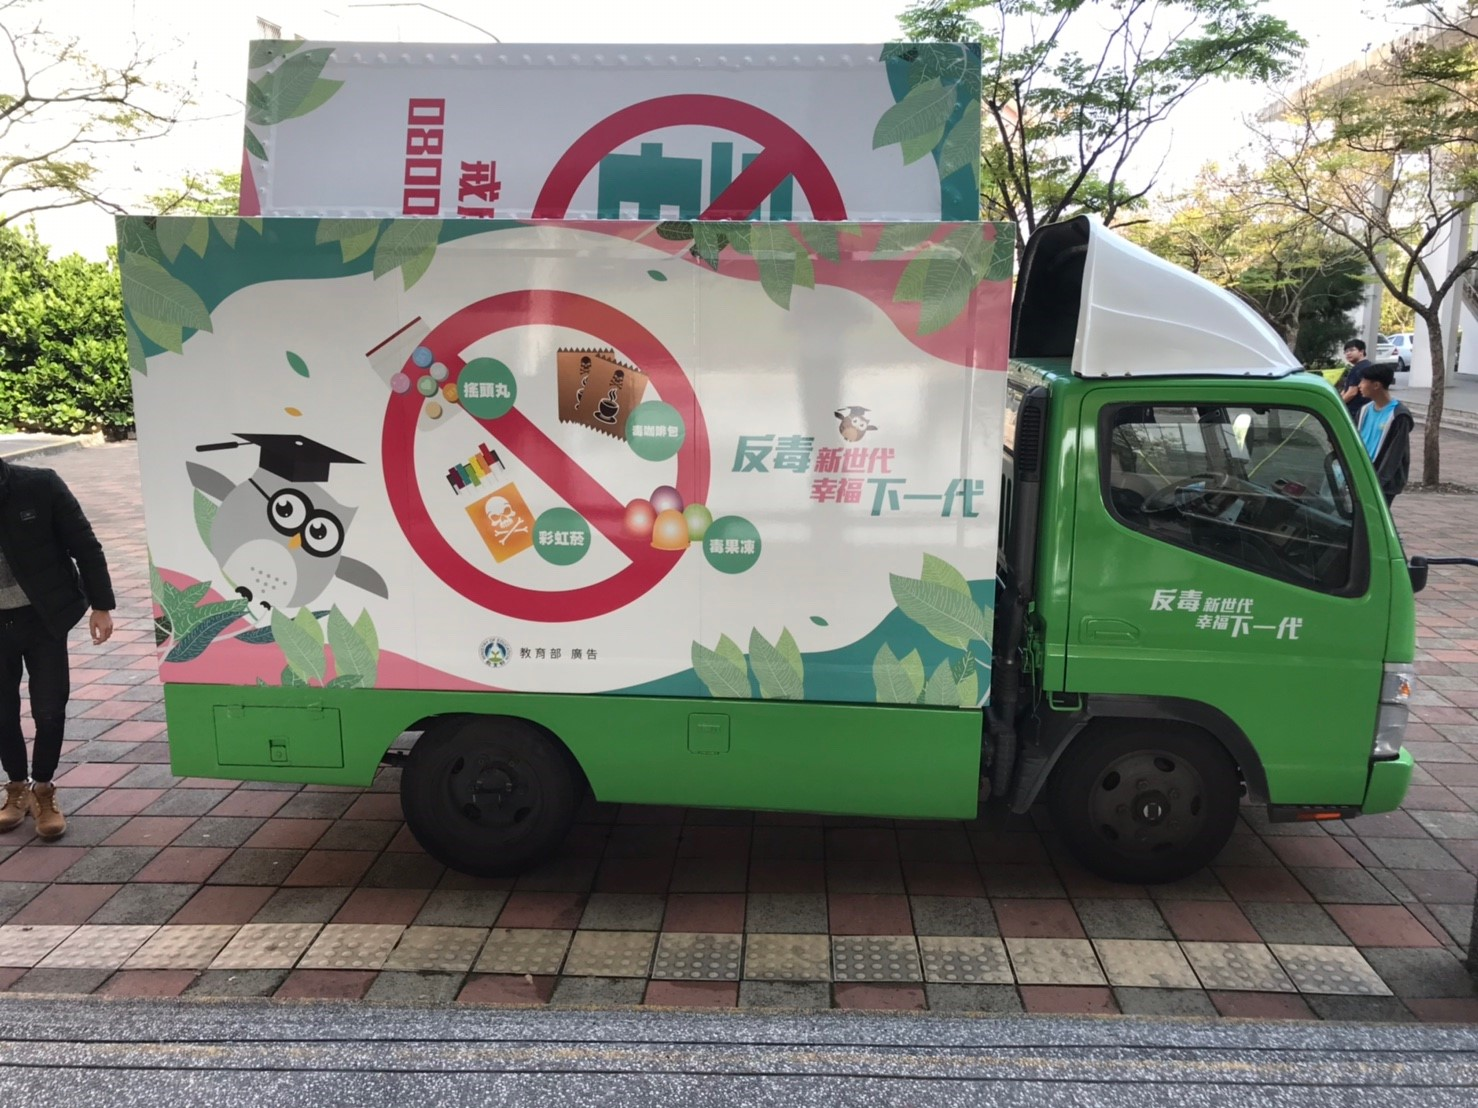 0800
戒
毒
搖頭丸
毒咖啡包
彩虹菸
毒果凍
反毒新世代
幸福下一代
教育部 廣告
反毒新世代
幸福下一代